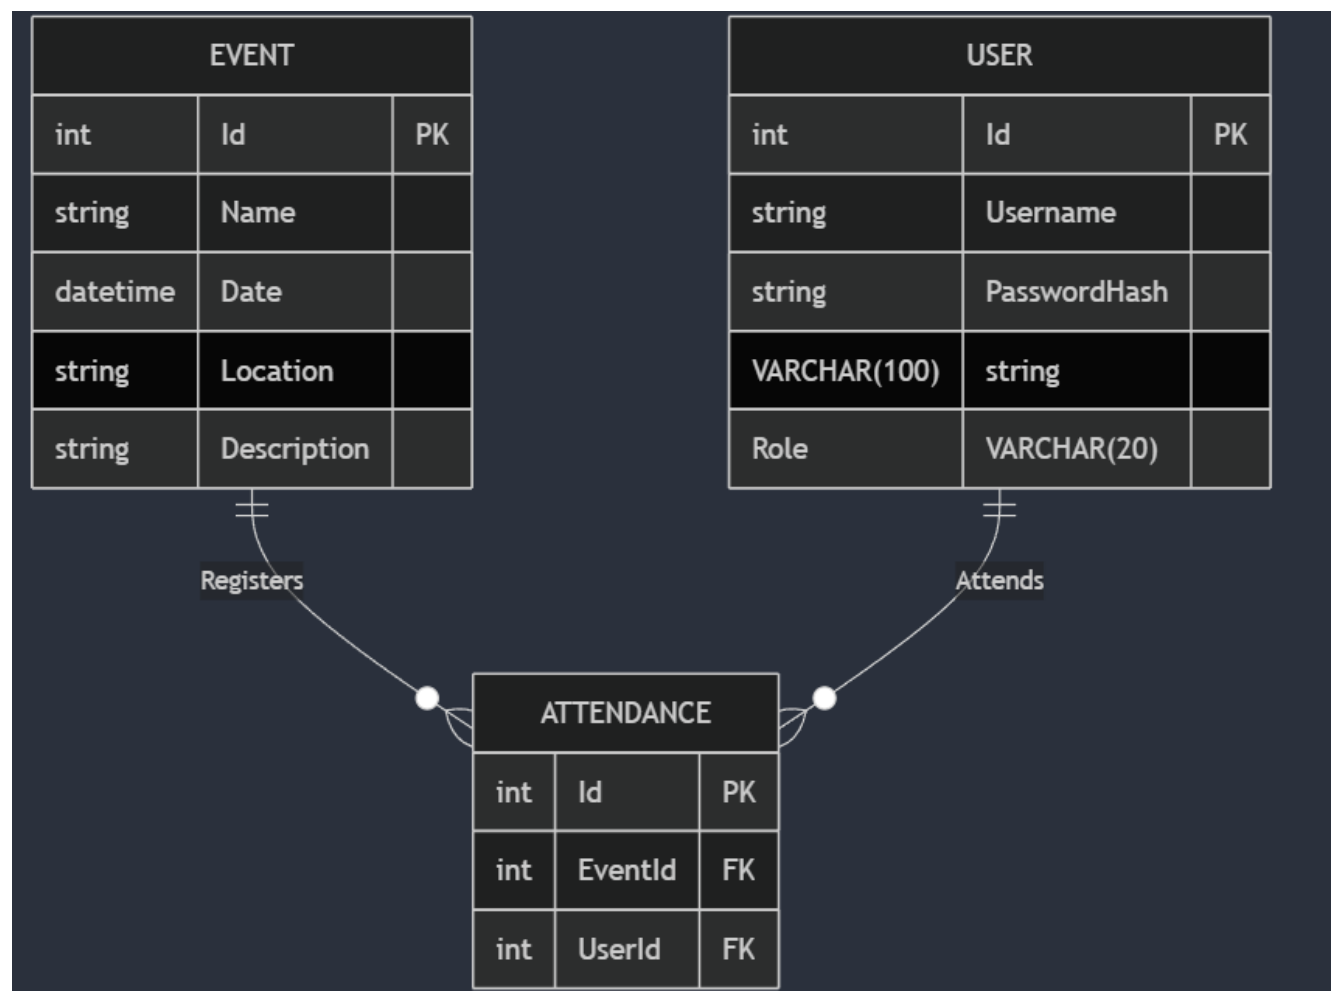 EVENT
int Id PK
string Name
datetime Date
string Location
string Description
USER
int Id PK
string Username
string PasswordHash
VARCHAR(100) string
Role VARCHAR(20)
Registers
Attends
ATTENDANCE
int Id PK
int EventId FK
int UserId FK